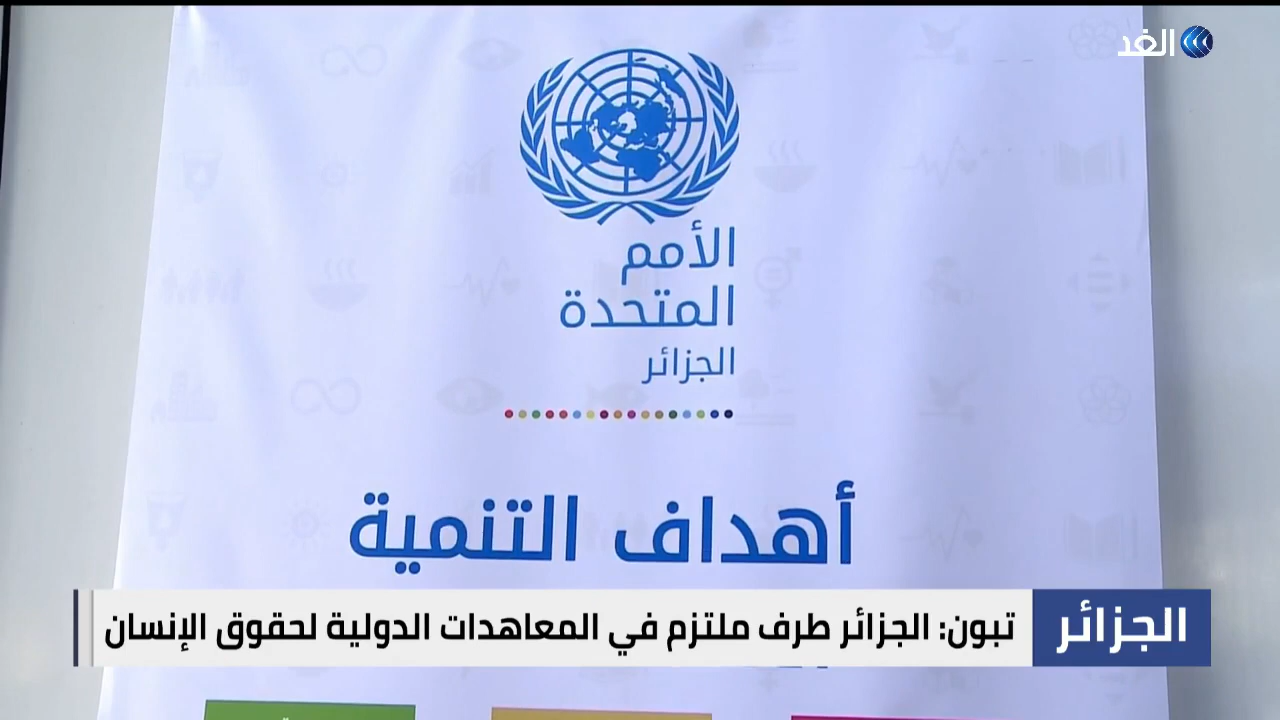 الغد
الأمم
المتحدة
الجزائر
أهداف التنمية
الجزائر
تبون: الجزائر طرف ملتزم في المعاهدات الدولية لحقوق الإنسان